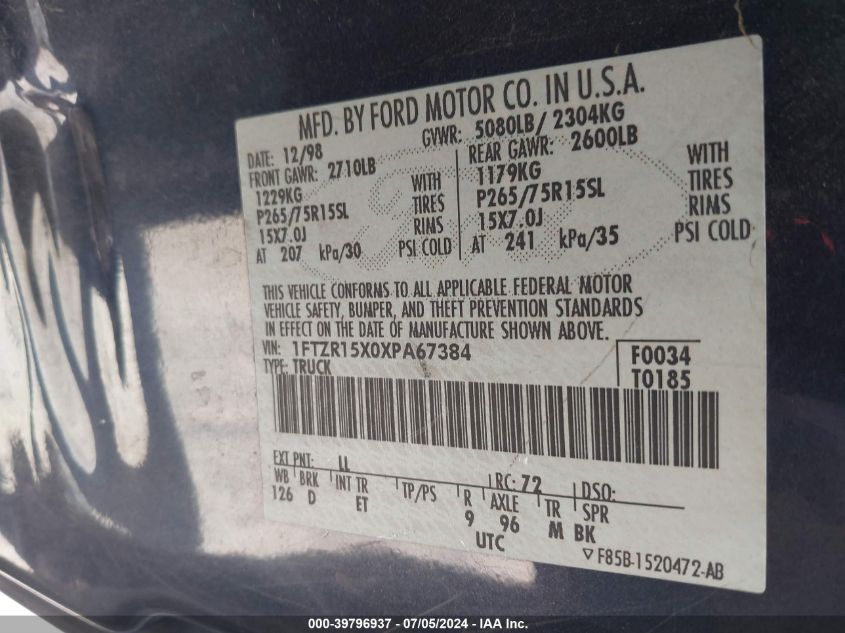 MFD. BY FORD MOTOR CO. IN U.S.A.
DATE: 12/98 GVWR: 5080LB/ 2304KG
FRONT GAWR: 2710LB REAR GAWR: 2600LB
1229KG WITH 1179KG WITH
P265/75R15SL TIRES P265/75R15SL TIRES
15X7.0J RIMS 15X7.0J RIMS
AT 207 kPa/30 PSI COLD AT 241 kPa/35 PSI COLD
THIS VEHICLE CONFORMS TO ALL APPLICABLE FEDERAL MOTOR
VEHICLE SAFETY, BUMPER, AND THEFT PREVENTION STANDARDS
IN EFFECT ON THE DATE OF MANUFACTURE SHOWN ABOVE.
VIN: 1FTZR15X0XPA67384 F0034
TYPE: TRUCK T0185
EXT PNT: LL RC: 72 DSO:
WB BRK INT TR TP/PS R AXLE TR SPR
126 D ET 9 96 M BK
UTC
▽F85B-1520472-AB
000-39796937 - 07/05/2024 - IAA Inc.